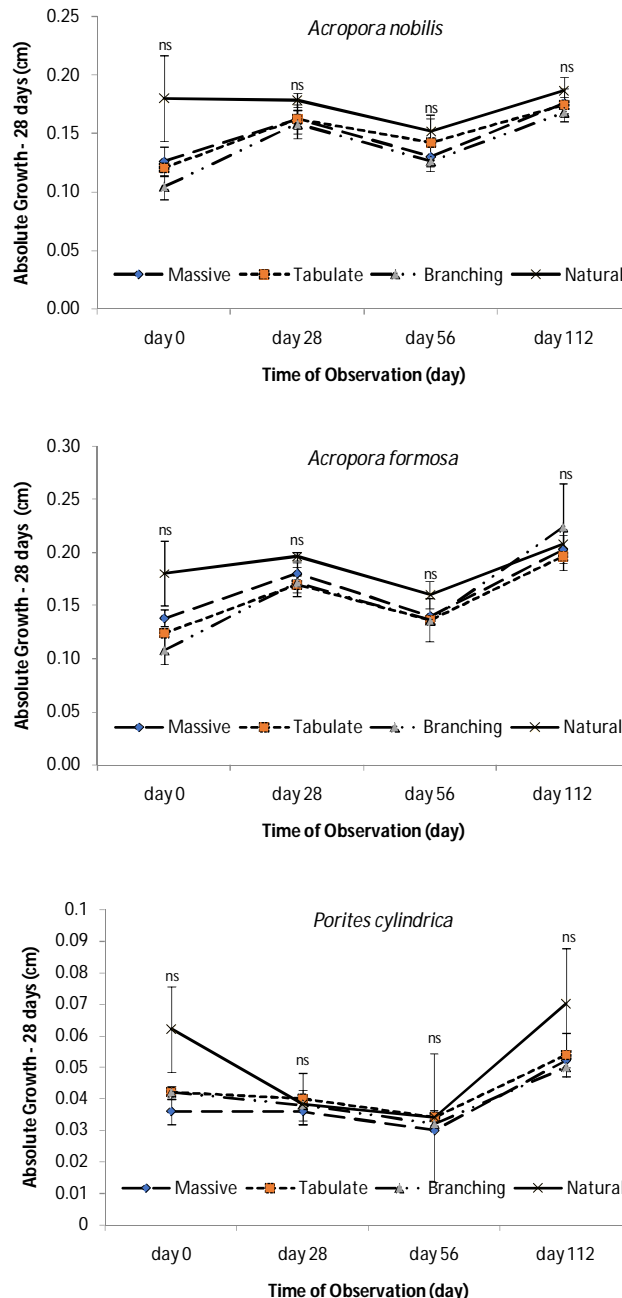 Acropora nobilis
0.25
0.20
0.15
0.10
0.05
0.00
Absolute Growth - 28 days (cm)
ns
ns
ns
ns
Massive Tabulate Branching Natural
day 0 day 28 day 56 day 112
Time of Observation (day)
Acropora formosa
0.30
0.25
0.20
0.15
0.10
0.05
0.00
Absolute Growth - 28 days (cm)
ns
ns
ns
ns
Massive Tabulate Branching Natural
day 0 day 28 day 56 day 112
Time of Observation (day)
Porites cylindrica
0.1
0.09
0.08
0.07
0.06
0.05
0.04
0.03
0.02
0.01
0
Absolute Growth - 28 days (cm)
ns
ns
ns
ns
Massive Tabulate Branching Natural
day 0 day 28 day 56 day 112
Time of Observation (day)